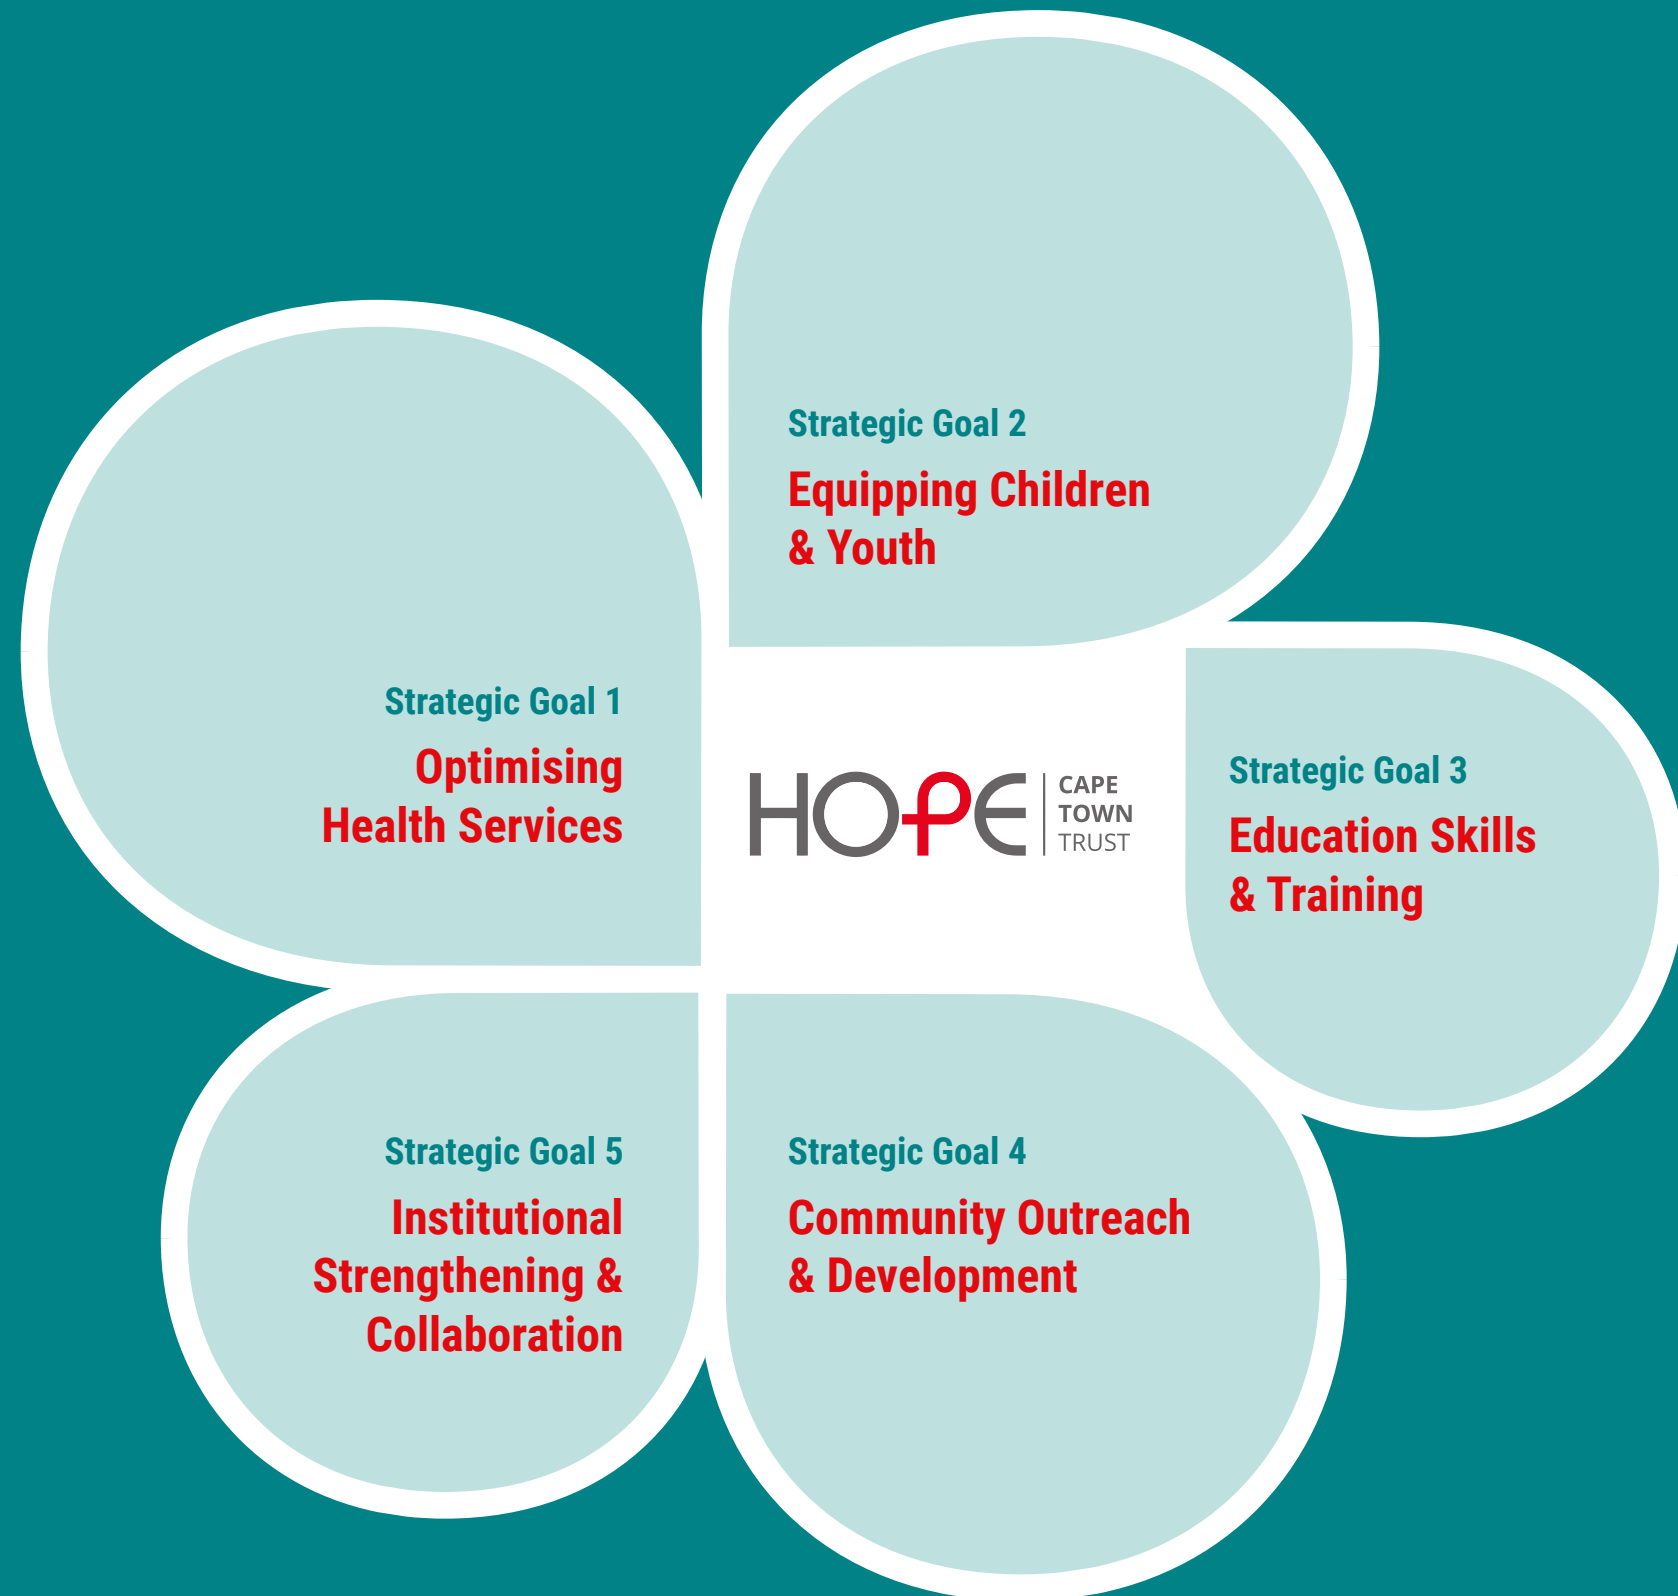 Strategic Goal 1
Optimising
Health Services
Strategic Goal 2
Equipping Children
& Youth
Strategic Goal 3
Education Skills
& Training
Strategic Goal 4
Community Outreach
& Development
Strategic Goal 5
Institutional
Strengthening &
Collaboration
HOPE
CAPE
TOWN
TRUST